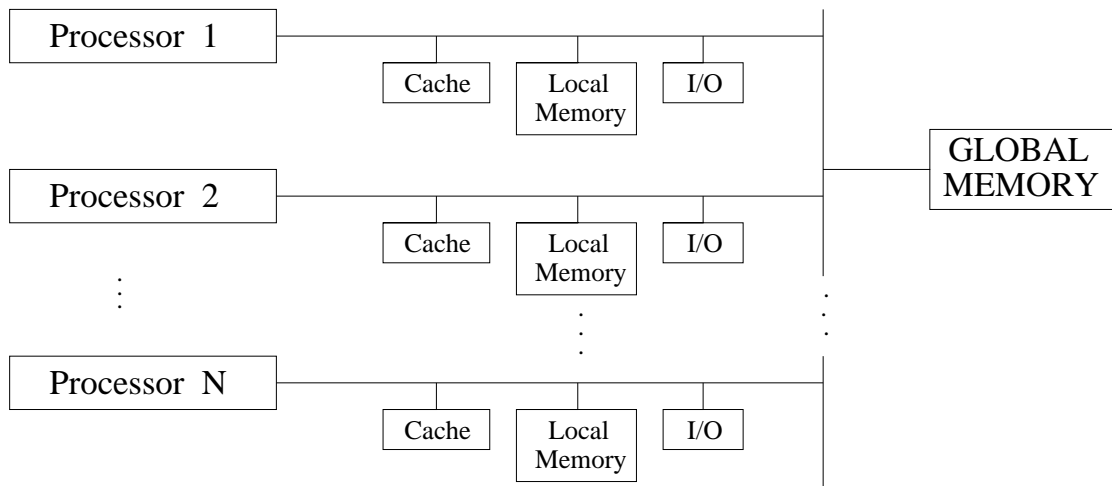 Processor 1
Cache
Local
Memory
I/O
GLOBAL
MEMORY
Processor 2
Cache
Local
Memory
I/O
Processor N
Cache
Local
Memory
I/O